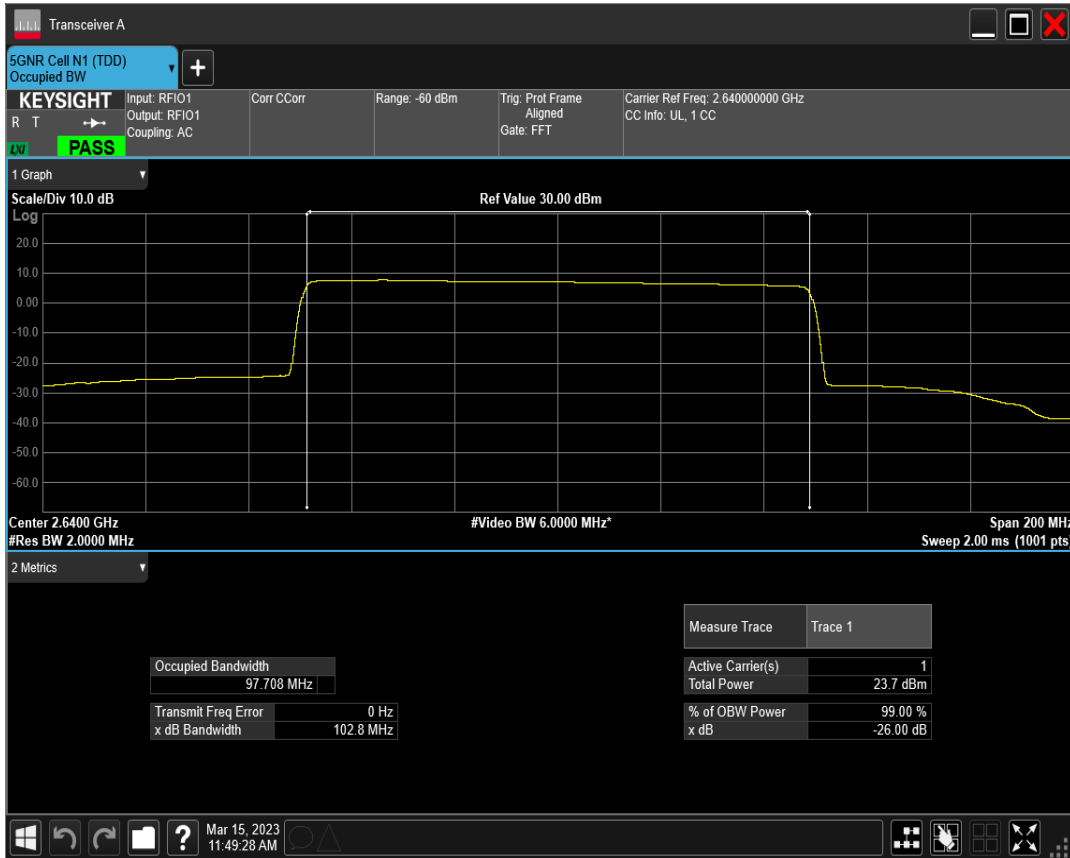 Transceiver A
5GNR Cell N1 (TDD)
Occupied BW
+
KEYSIGHT
R T
LXI
PASS
Input: RFIO1
Output: RFIO1
Coupling: AC
Corr CCorr
Range: -60 dBm
Trig: Prot Frame
Aligned
Gate: FFT
Carrier Ref Freq: 2.640000000 GHz
CC Info: UL, 1 CC
1 Graph
Scale/Div 10.0 dB
Ref Value 30.00 dBm
Log
20.0
10.0
0.00
-10.0
-20.0
-30.0
-40.0
-50.0
-60.0
Center 2.6400 GHz
#Video BW 6.0000 MHz*
Span 200 MHz
#Res BW 2.0000 MHz
Sweep 2.00 ms (1001 pts)
2 Metrics
Measure Trace Trace 1
Occupied Bandwidth
97.708 MHz
Active Carrier(s) 1
Total Power 23.7 dBm
Transmit Freq Error 0 Hz
x dB Bandwidth 102.8 MHz
% of OBW Power 99.00 %
x dB -26.00 dB
?
Mar 15, 2023
11:49:28 AM